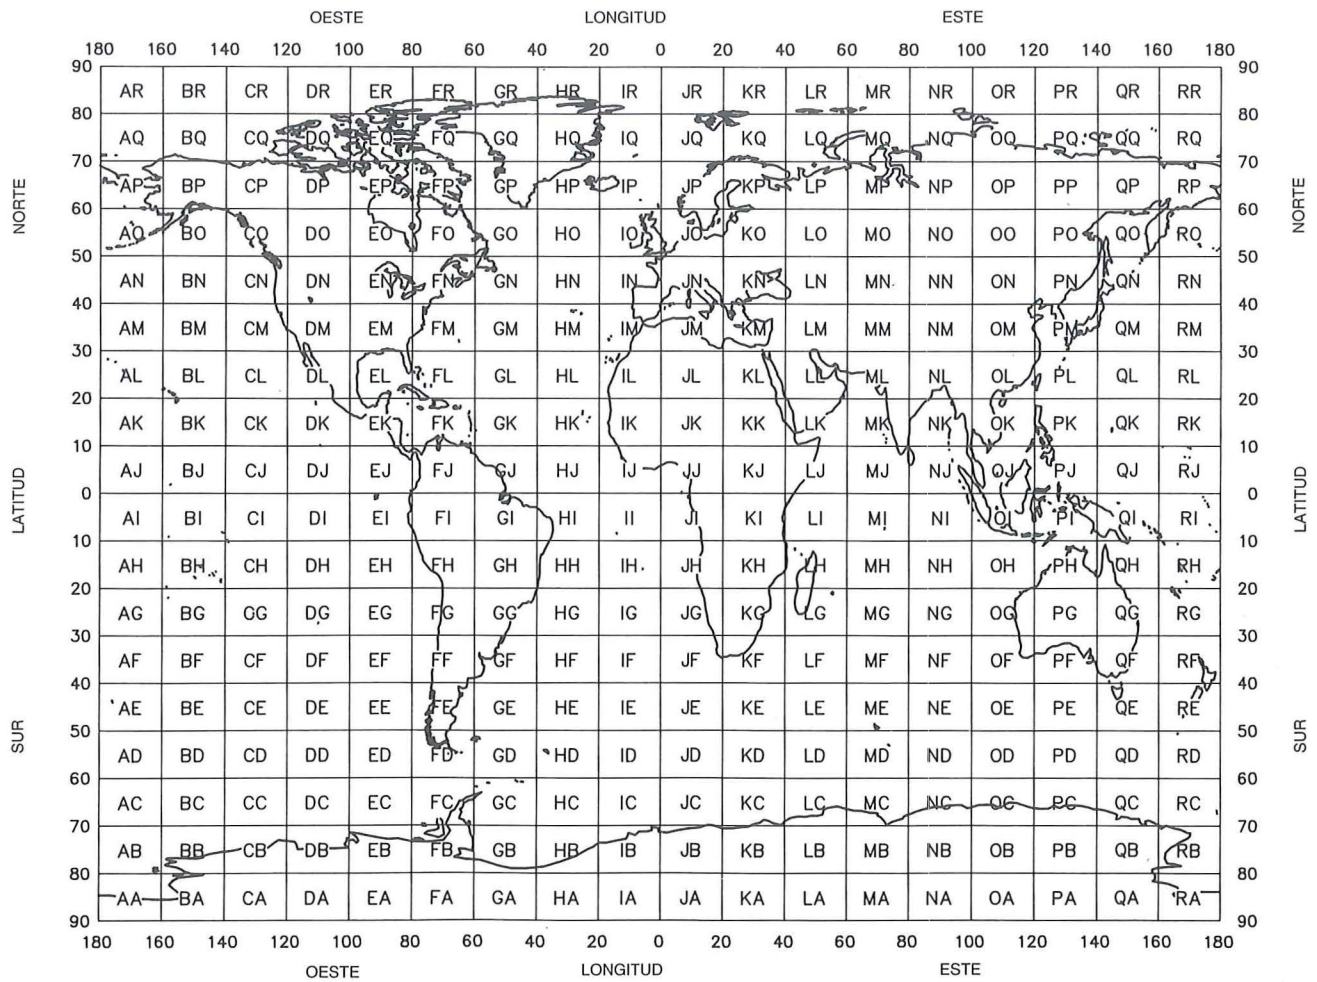 OESTE LONGITUD ESTE
180 160 140 120 100 80 60 40 20 0 20 40 60 80 100 120 140 160 180
90 90
AR BR CR DR ER FR GR HR IR JR KR LR MR NR OR PR QR RR
80 80
AQ BQ CQ DQ EQ FQ GQ HQ IQ JQ KQ LQ MQ NQ OQ PQ QQ RQ
70 70
AP BP CP DP EP FP GP HP IP JP KP LP MP NP OP PP QP RP
NORTE NORTE
60 60
AO BO CO DO EO FO GO HO IO JO KO LO MO NO OO PO QO RO
50 50
AN BN CN DN EN FN GN HN IN JN KN LN MN NN ON PN QN RN
40 40
AM BM CM DM EM FM GM HM IM JM KM LM MM NM OM PM QM RM
30 30
AL BL CL DL EL FL GL HL IL JL KL LL ML NL OL PL QL RL
20 20
AK BK CK DK EK FK GK HK IK JK KK LK MK NK OK PK QK RK
10 10
AJ BJ CJ DJ EJ FJ GJ HJ IJ JJ KJ LJ MJ NJ OJ PJ QJ RJ
LATITUD LATITUD
0 0
AI BI CI DI EI FI GI HI II JI KI LI MI NI OI PI QI RI
10 10
AH BH CH DH EH FH GH HH IH JH KH LH MH NH OH PH QH RH
20 20
AG BG GG DG EG FG GG HG IG JG KG LG MG NG OG PG QG RG
30 30
AF BF CF DF EF FF GF HF IF JF KF LF MF NF OF PF QF RF
40 40
AE BE CE DE EE FE GE HE IE JE KE LE ME NE OE PE QE RE
SUR SUR
50 50
AD BD CD DD ED FD GD HD ID JD KD LD MD ND OD PD QD RD
60 60
AC BC CC DC EC FC GC HC IC JC KC LC MC NC OC PC QC RC
70 70
AB BB CB DB EB FB GB HB IB JB KB LB MB NB OB PB QB RB
80 80
AA BA CA DA EA FA GA HA IA JA KA LA MA NA OA PA QA RA
90 90
180 160 140 120 100 80 60 40 20 0 20 40 60 80 100 120 140 160 180
OESTE LONGITUD ESTE